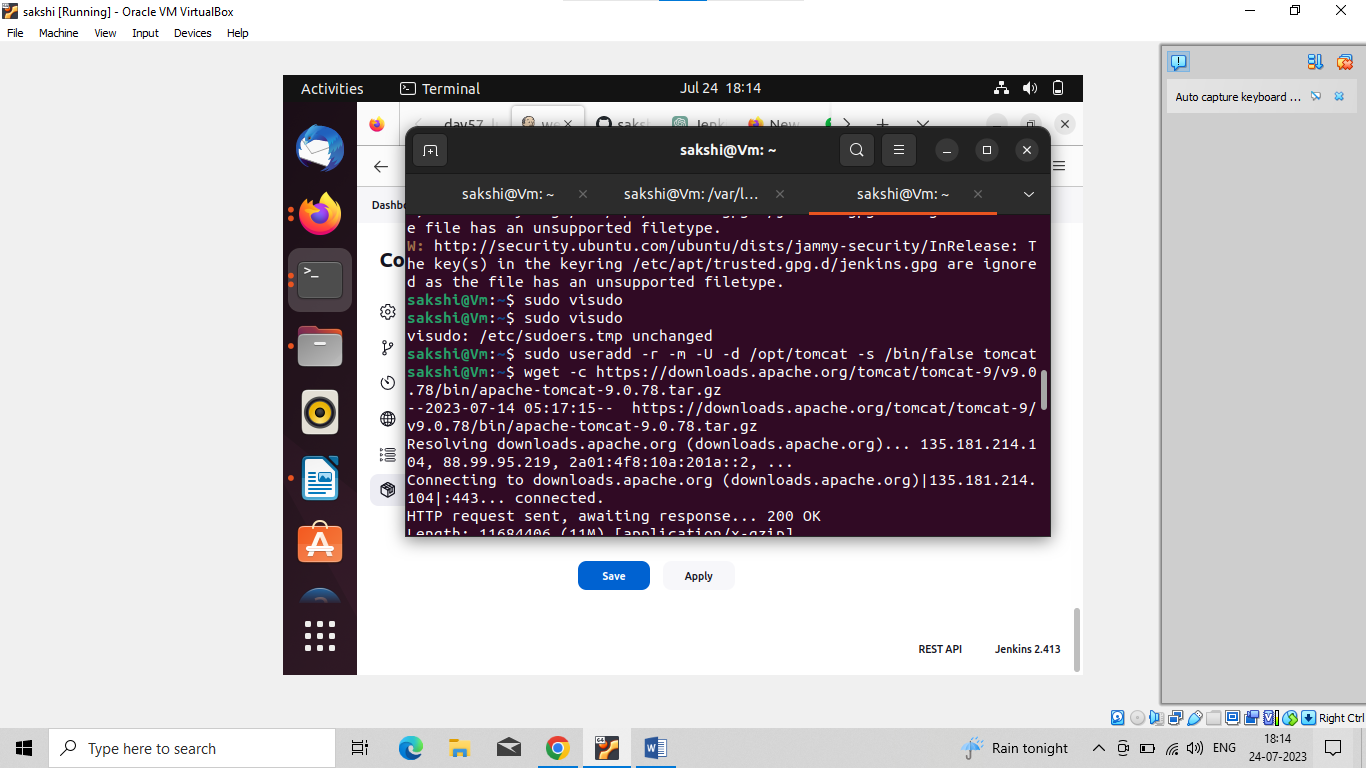 sakshi [Running] - Oracle VM VirtualBox
File Machine View Input Devices Help
Auto capture keyboard ...
Activities Terminal Jul 24 18:14
day57
sakshi@Vm: ~
sakshi@Vm: ~ sakshi@Vm: /var/l... sakshi@Vm: ~
e file has an unsupported filetype.
W: http://security.ubuntu.com/ubuntu/dists/jammy-security/InRelease: T
he key(s) in the keyring /etc/apt/trusted.gpg.d/jenkins.gpg are ignore
d as the file has an unsupported filetype.
sakshi@Vm:~$ sudo visudo
sakshi@Vm:~$ sudo visudo
visudo: /etc/sudoers.tmp unchanged
sakshi@Vm:~$ sudo useradd -r -m -U -d /opt/tomcat -s /bin/false tomcat
sakshi@Vm:~$ wget -c https://downloads.apache.org/tomcat/tomcat-9/v9.0
.78/bin/apache-tomcat-9.0.78.tar.gz
--2023-07-14 05:17:15-- https://downloads.apache.org/tomcat/tomcat-9/
v9.0.78/bin/apache-tomcat-9.0.78.tar.gz
Resolving downloads.apache.org (downloads.apache.org)... 135.181.214.1
04, 88.99.95.219, 2a01:4f8:10a:201a::2, ...
Connecting to downloads.apache.org (downloads.apache.org)|135.181.214.
104|:443... connected.
HTTP request sent, awaiting response... 200 OK
Length: 11684406 (11M) [application/x-gzip]
Dashbo
Co
Save Apply
REST API Jenkins 2.413
Right Ctrl
Type here to search
Rain tonight
ENG
18:14
24-07-2023